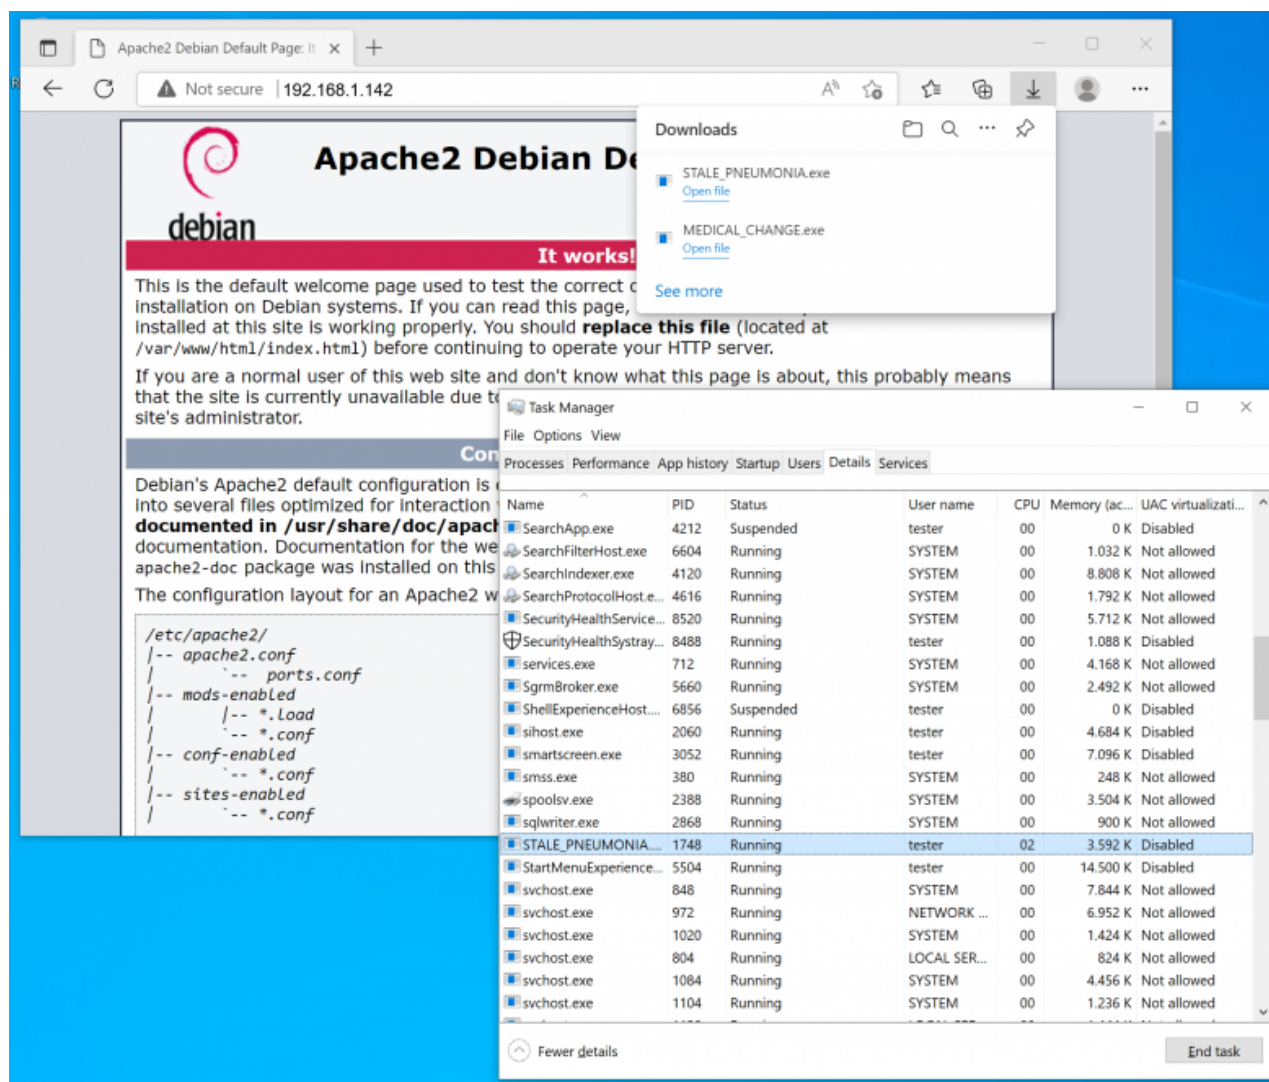 Apache2 Debian Default Page: It
Not secure 192.168.1.142
Downloads
STALE_PNEUMONIA.exe
Open file
MEDICAL_CHANGE.exe
Open file
See more
debian
Apache2 Debian De
It works!
This is the default welcome page used to test the correct
installation on Debian systems. If you can read this page,
installed at this site is working properly. You should replace this file (located at
/var/www/html/index.html) before continuing to operate your HTTP server.
If you are a normal user of this web site and don't know what this page is about, this probably means
that the site is currently unavailable due to
site's administrator.
Con
Debian's Apache2 default configuration is
into several files optimized for interaction
documented in /usr/share/doc/apach
documentation. Documentation for the we
apache2-doc package was installed on this
The configuration layout for an Apache2 w
/etc/apache2/
|-- apache2.conf
|       `--  ports.conf
|-- mods-enabled
|       |-- *.load
|       `-- *.conf
|-- conf-enabled
|       `-- *.conf
|-- sites-enabled
|       `-- *.conf
Task Manager
File Options View
Processes Performance App history Startup Users Details Services
Name PID Status User name CPU Memory (ac... UAC virtualizati...
SearchApp.exe 4212 Suspended tester 00 0 K Disabled
SearchFilterHost.exe 6604 Running SYSTEM 00 1.032 K Not allowed
SearchIndexer.exe 4120 Running SYSTEM 00 8.808 K Not allowed
SearchProtocolHost.e... 4616 Running SYSTEM 00 1.792 K Not allowed
SecurityHealthService... 8520 Running SYSTEM 00 5.712 K Not allowed
SecurityHealthSystray... 8488 Running tester 00 1.088 K Disabled
services.exe 712 Running SYSTEM 00 4.168 K Not allowed
SgrmBroker.exe 5660 Running SYSTEM 00 2.492 K Not allowed
ShellExperienceHost.... 6856 Suspended tester 00 0 K Disabled
sihost.exe 2060 Running tester 00 4.684 K Disabled
smartscreen.exe 3052 Running tester 00 7.096 K Disabled
smss.exe 380 Running SYSTEM 00 248 K Not allowed
spoolsv.exe 2388 Running SYSTEM 00 3.504 K Not allowed
sqlwriter.exe 2868 Running SYSTEM 00 900 K Not allowed
STALE_PNEUMONIA.... 1748 Running tester 02 3.592 K Disabled
StartMenuExperience... 5504 Running tester 00 14.500 K Disabled
svchost.exe 848 Running SYSTEM 00 7.844 K Not allowed
svchost.exe 972 Running NETWORK ... 00 6.952 K Not allowed
svchost.exe 1020 Running SYSTEM 00 1.424 K Not allowed
svchost.exe 804 Running LOCAL SER... 00 824 K Not allowed
svchost.exe 1084 Running SYSTEM 00 4.456 K Not allowed
svchost.exe 1104 Running SYSTEM 00 1.236 K Not allowed
Fewer details
End task